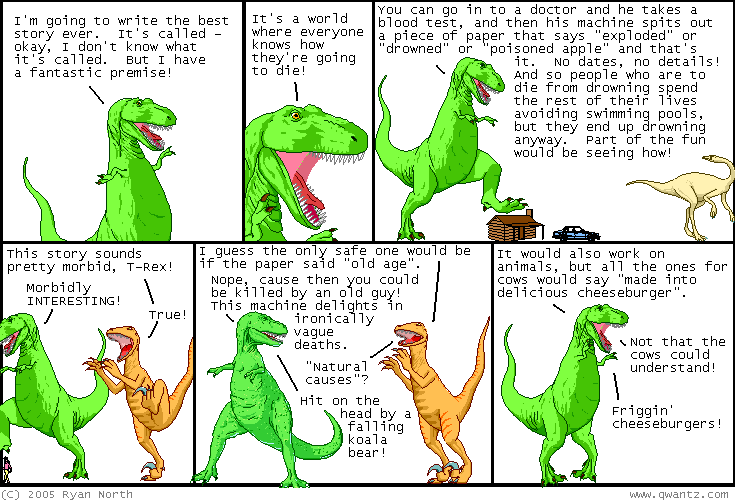 I'm going to write the best
story ever.  It's called –
okay, I don't know what
it's called.  But I have
a fantastic premise!
It's a world
where everyone
knows how
they're going
to die!
You can go in to a doctor and he takes a
blood test, and then his machine spits out
a piece of paper that says "exploded" or
"drowned" or "poisoned apple" and that's
it.  No dates, no details!
And so people who are to
die from drowning spend
the rest of their lives
avoiding swimming pools,
but they end up drowning
anyway.  Part of the fun
would be seeing how!
This story sounds
pretty morbid, T-Rex!
Morbidly
INTERESTING!
True!
I guess the only safe one would be
if the paper said "old age".
Nope, cause then you could
be killed by an old guy!
This machine delights in
ironically
vague
deaths.
"Natural
causes"?
Hit on the
head by a
falling
koala
bear!
It would also work on
animals, but all the ones for
cows would say "made into
delicious cheeseburger".
Not that the
cows could
understand!
Friggin'
cheeseburgers!
(C) 2005 Ryan North
www.qwantz.com